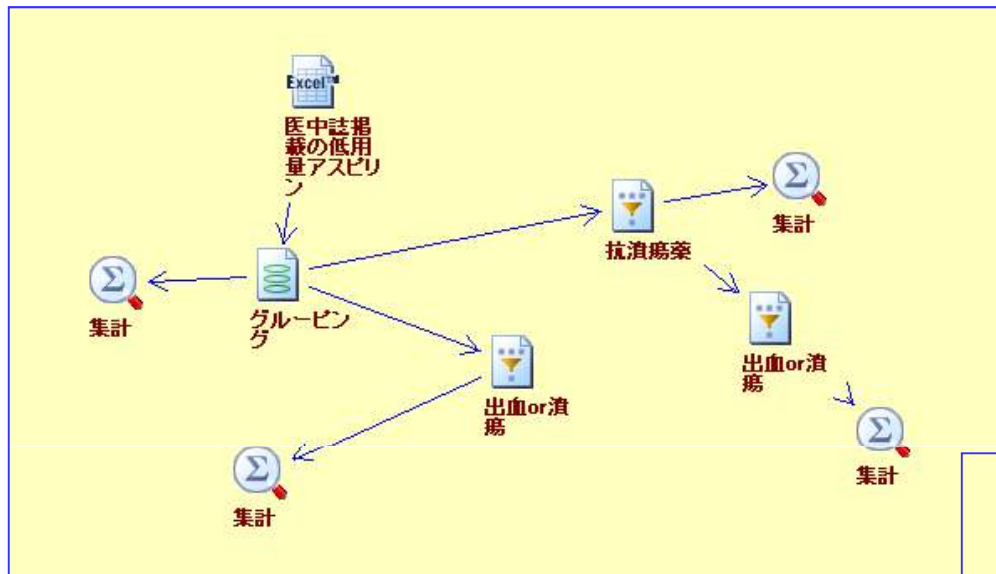 Excel
医中誌掲
載の低用
量アスピリ
ン
集計
抗潰瘍薬
集計
グルーピン
グ
出血or潰
瘍
出血or潰
瘍
集計
集計